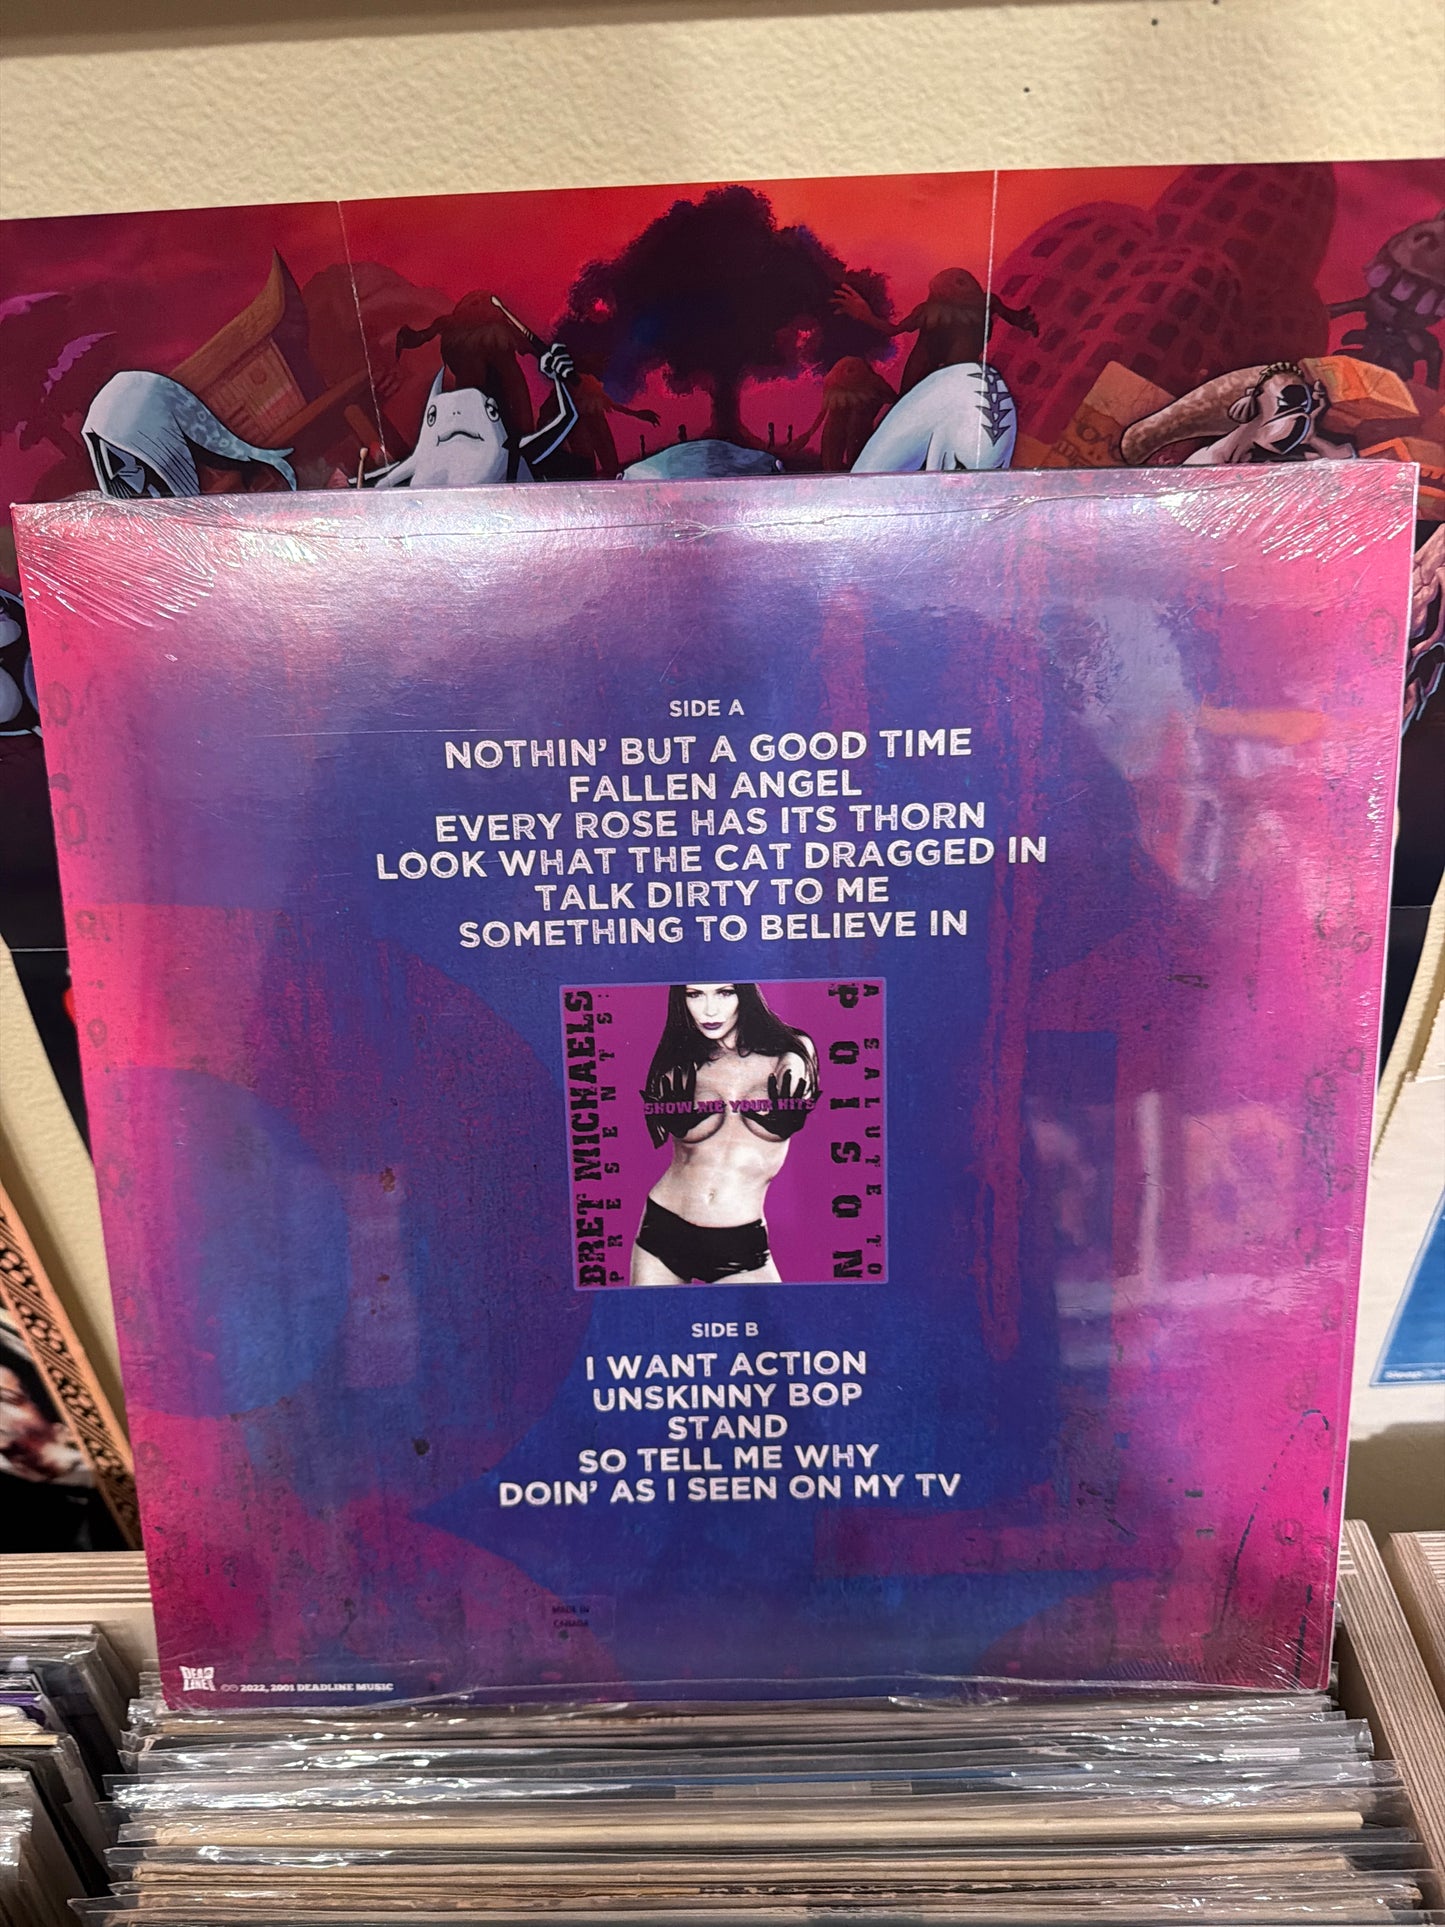 SIDE A
NOTHIN' BUT A GOOD TIME
FALLEN ANGEL
EVERY ROSE HAS ITS THORN
LOOK WHAT THE CAT DRAGGED IN
TALK DIRTY TO ME
SOMETHING TO BELIEVE IN
BRET MICHAELS
PRESENTS:
SHOW ME YOUR HITS
A SALUTE TO
POISON
SIDE B
I WANT ACTION
UNSKINNY BOP
STAND
SO TELL ME WHY
DOIN' AS I SEEN ON MY TV
MADE IN
CANADA
DEAD
LINE
℗© 2022, 2001 DEADLINE MUSIC